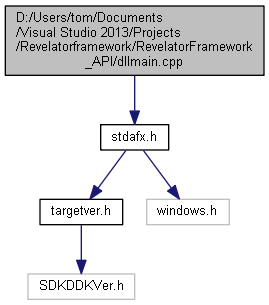 D:/Users/tom/Documents
/Visual Studio 2013/Projects
/Revelatorframework/RevelatorFramework
_API/dllmain.cpp
stdafx.h
targetver.h
windows.h
SDKDDKVer.h